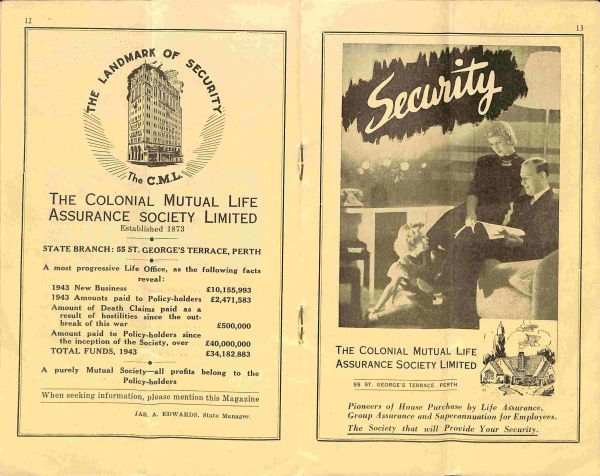 12
THE LANDMARK OF SECURITY
The C.M.L.
THE COLONIAL MUTUAL LIFE
ASSURANCE SOCIETY LIMITED
Established 1873
STATE BRANCH: 55 ST. GEORGE'S TERRACE, PERTH
A most progressive Life Office, as the following facts
reveal:
1943 New Business £10,155,993
1943 Amounts paid to Policy-holders £2,471,583
Amount of Death Claims paid as a
result of hostilities since the out-
break of this war £500,000
Amount paid to Policy-holders since
the inception of the Society, over £40,000,000
TOTAL FUNDS, 1943 £34,182,883
A purely Mutual Society—all profits belong to the
Policy-holders
When seeking information, please mention this Magazine
JAS. A. EDWARDS, State Manager.
13
Security
THE COLONIAL MUTUAL LIFE
ASSURANCE SOCIETY LIMITED
55 ST. GEORGE'S TERRACE, PERTH
Pioneers of House Purchase by Life Assurance,
Group Assurance and Superannuation for Employees.
The Society that will Provide Your Security.